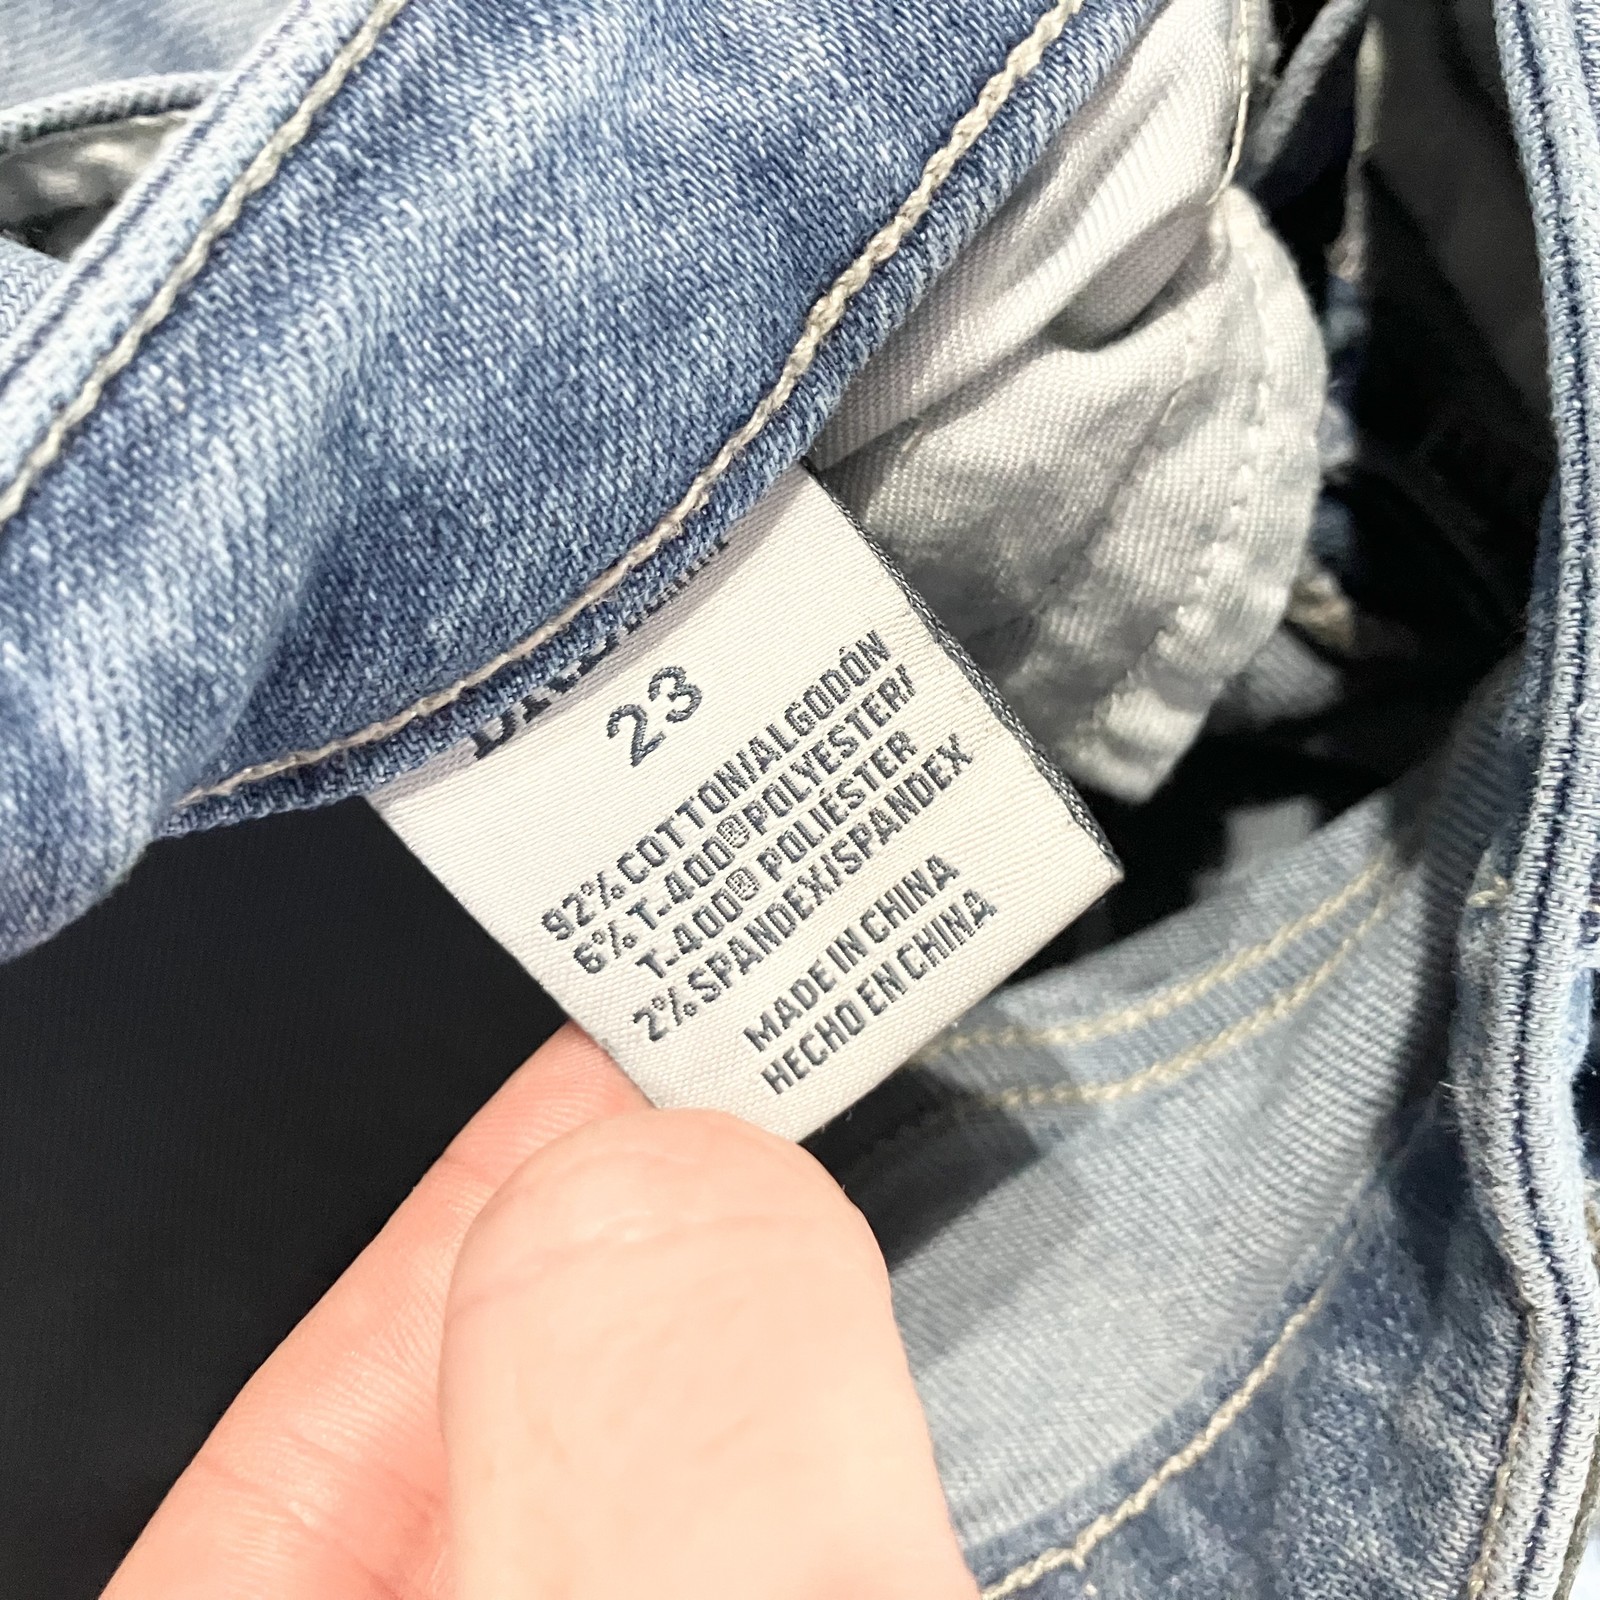 23
92% COTTON/ALGODÓN
6% T-400® POLYESTER/
T-400® POLIÉSTER
2% SPANDEX/SPANDEX
MADE IN CHINA
HECHO EN CHINA